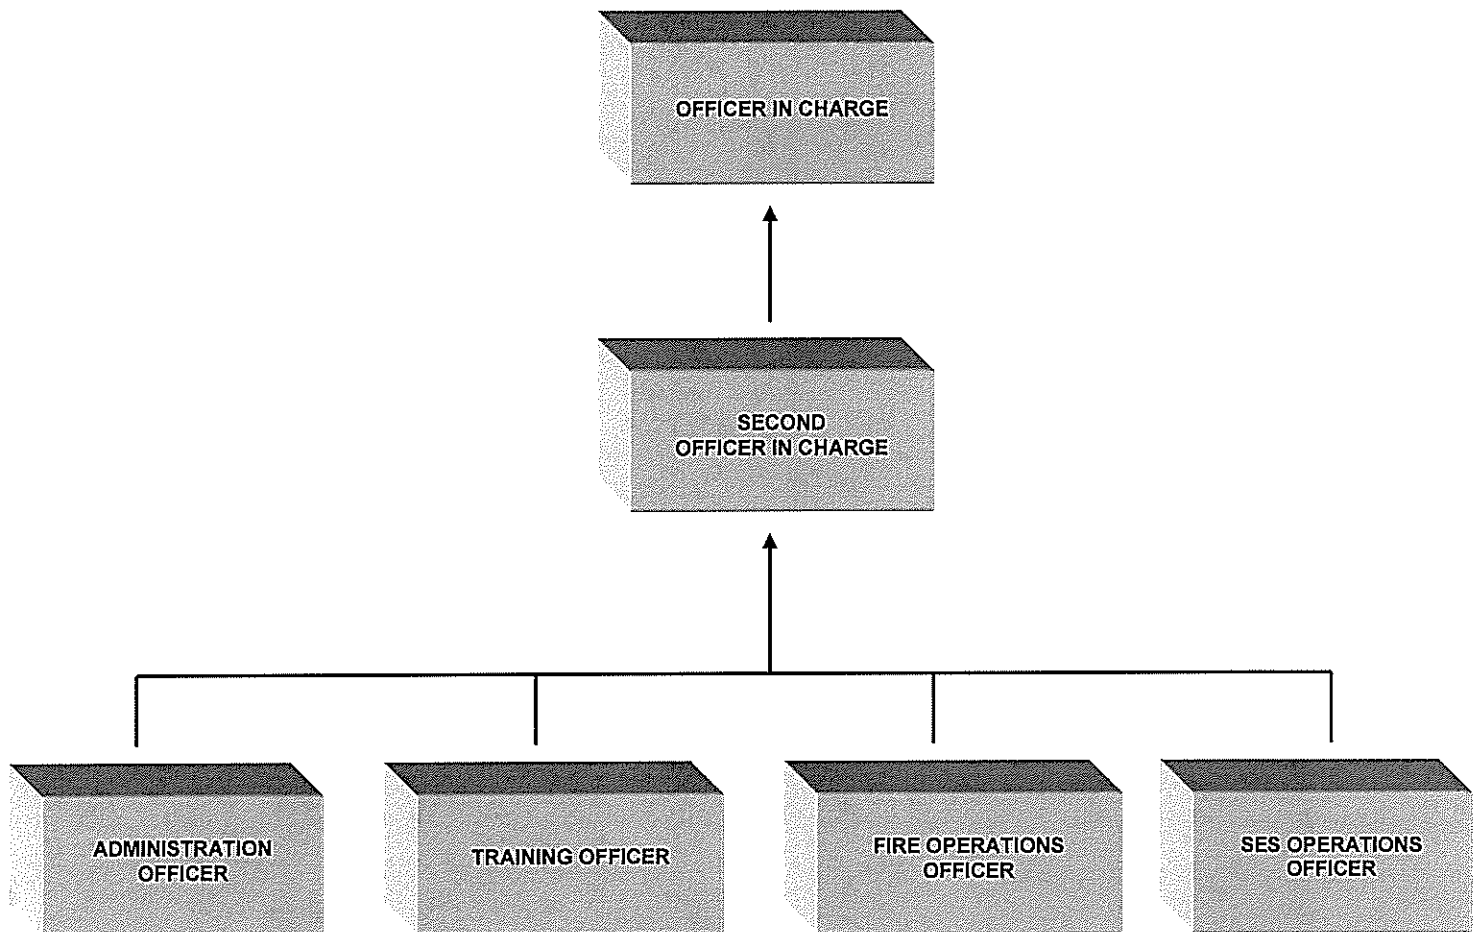 OFFICER IN CHARGE
SECOND
OFFICER IN CHARGE
ADMINISTRATION
OFFICER
TRAINING OFFICER
FIRE OPERATIONS
OFFICER
SES OPERATIONS
OFFICER